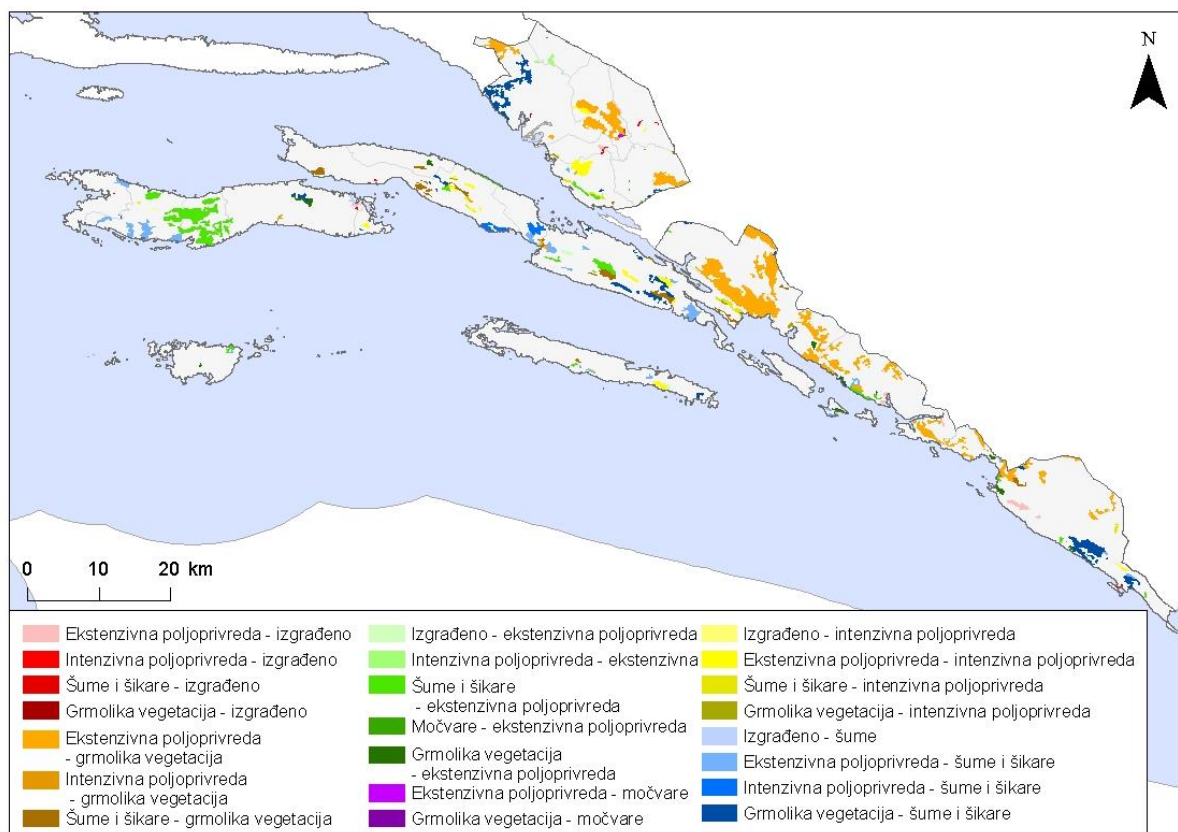 N
0 10 20 km
Ekstenzivna poljoprivreda - izgrađeno
Intenzivna poljoprivreda - izgrađeno
Šume i šikare - izgrađeno
Grmolika vegetacija - izgrađeno
Ekstenzivna poljoprivreda
- grmolika vegetacija
Intenzivna poljoprivreda
- grmolika vegetacija
Šume i šikare - grmolika vegetacija
Izgrađeno - ekstenzivna poljoprivreda
Intenzivna poljoprivreda - ekstenzivna
Šume i šikare
- ekstenzivna poljoprivreda
Močvare - ekstenzivna poljoprivreda
Grmolika vegetacija
- ekstenzivna poljoprivreda
Ekstenzivna poljoprivreda - močvare
Grmolika vegetacija - močvare
Izgrađeno - intenzivna poljoprivreda
Ekstenzivna poljoprivreda - intenzivna poljoprivreda
Šume i šikare - intenzivna poljoprivreda
Grmolika vegetacija - intenzivna poljoprivreda
Izgrađeno - šume
Ekstenzivna poljoprivreda - šume i šikare
Intenzivna poljoprivreda - šume i šikare
Grmolika vegetacija - šume i šikare